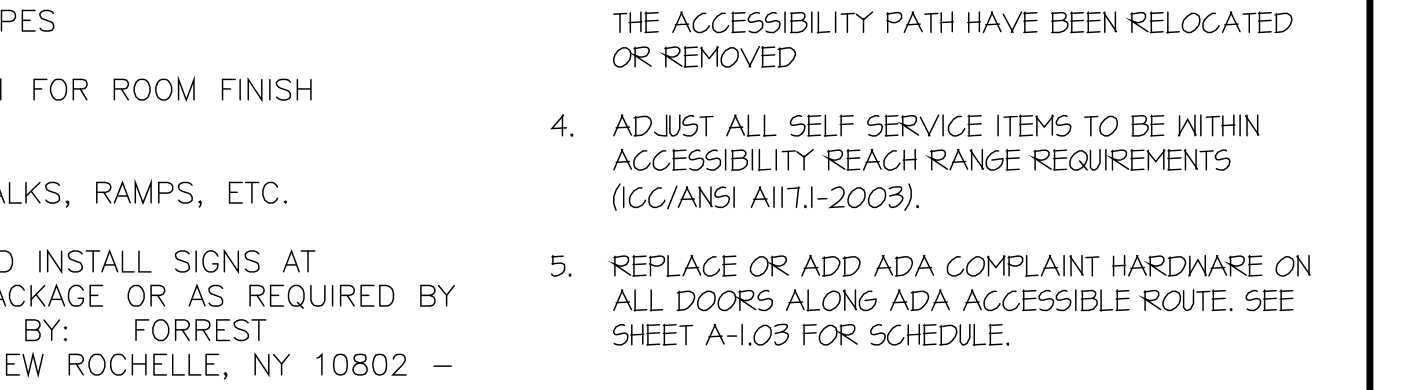 PES
FOR ROOM FINISH
ALKS, RAMPS, ETC.
D INSTALL SIGNS AT
ACKAGE OR AS REQUIRED BY
BY: FORREST
EW ROCHELLE, NY 10802 –
THE ACCESSIBILITY PATH HAVE BEEN RELOCATED
OR REMOVED
4. ADJUST ALL SELF SERVICE ITEMS TO BE WITHIN
ACCESSIBILITY REACH RANGE REQUIREMENTS
(ICC/ANSI A117.1-2003).
5. REPLACE OR ADD ADA COMPLAINT HARDWARE ON
ALL DOORS ALONG ADA ACCESSIBLE ROUTE. SEE
SHEET A-1.03 FOR SCHEDULE.